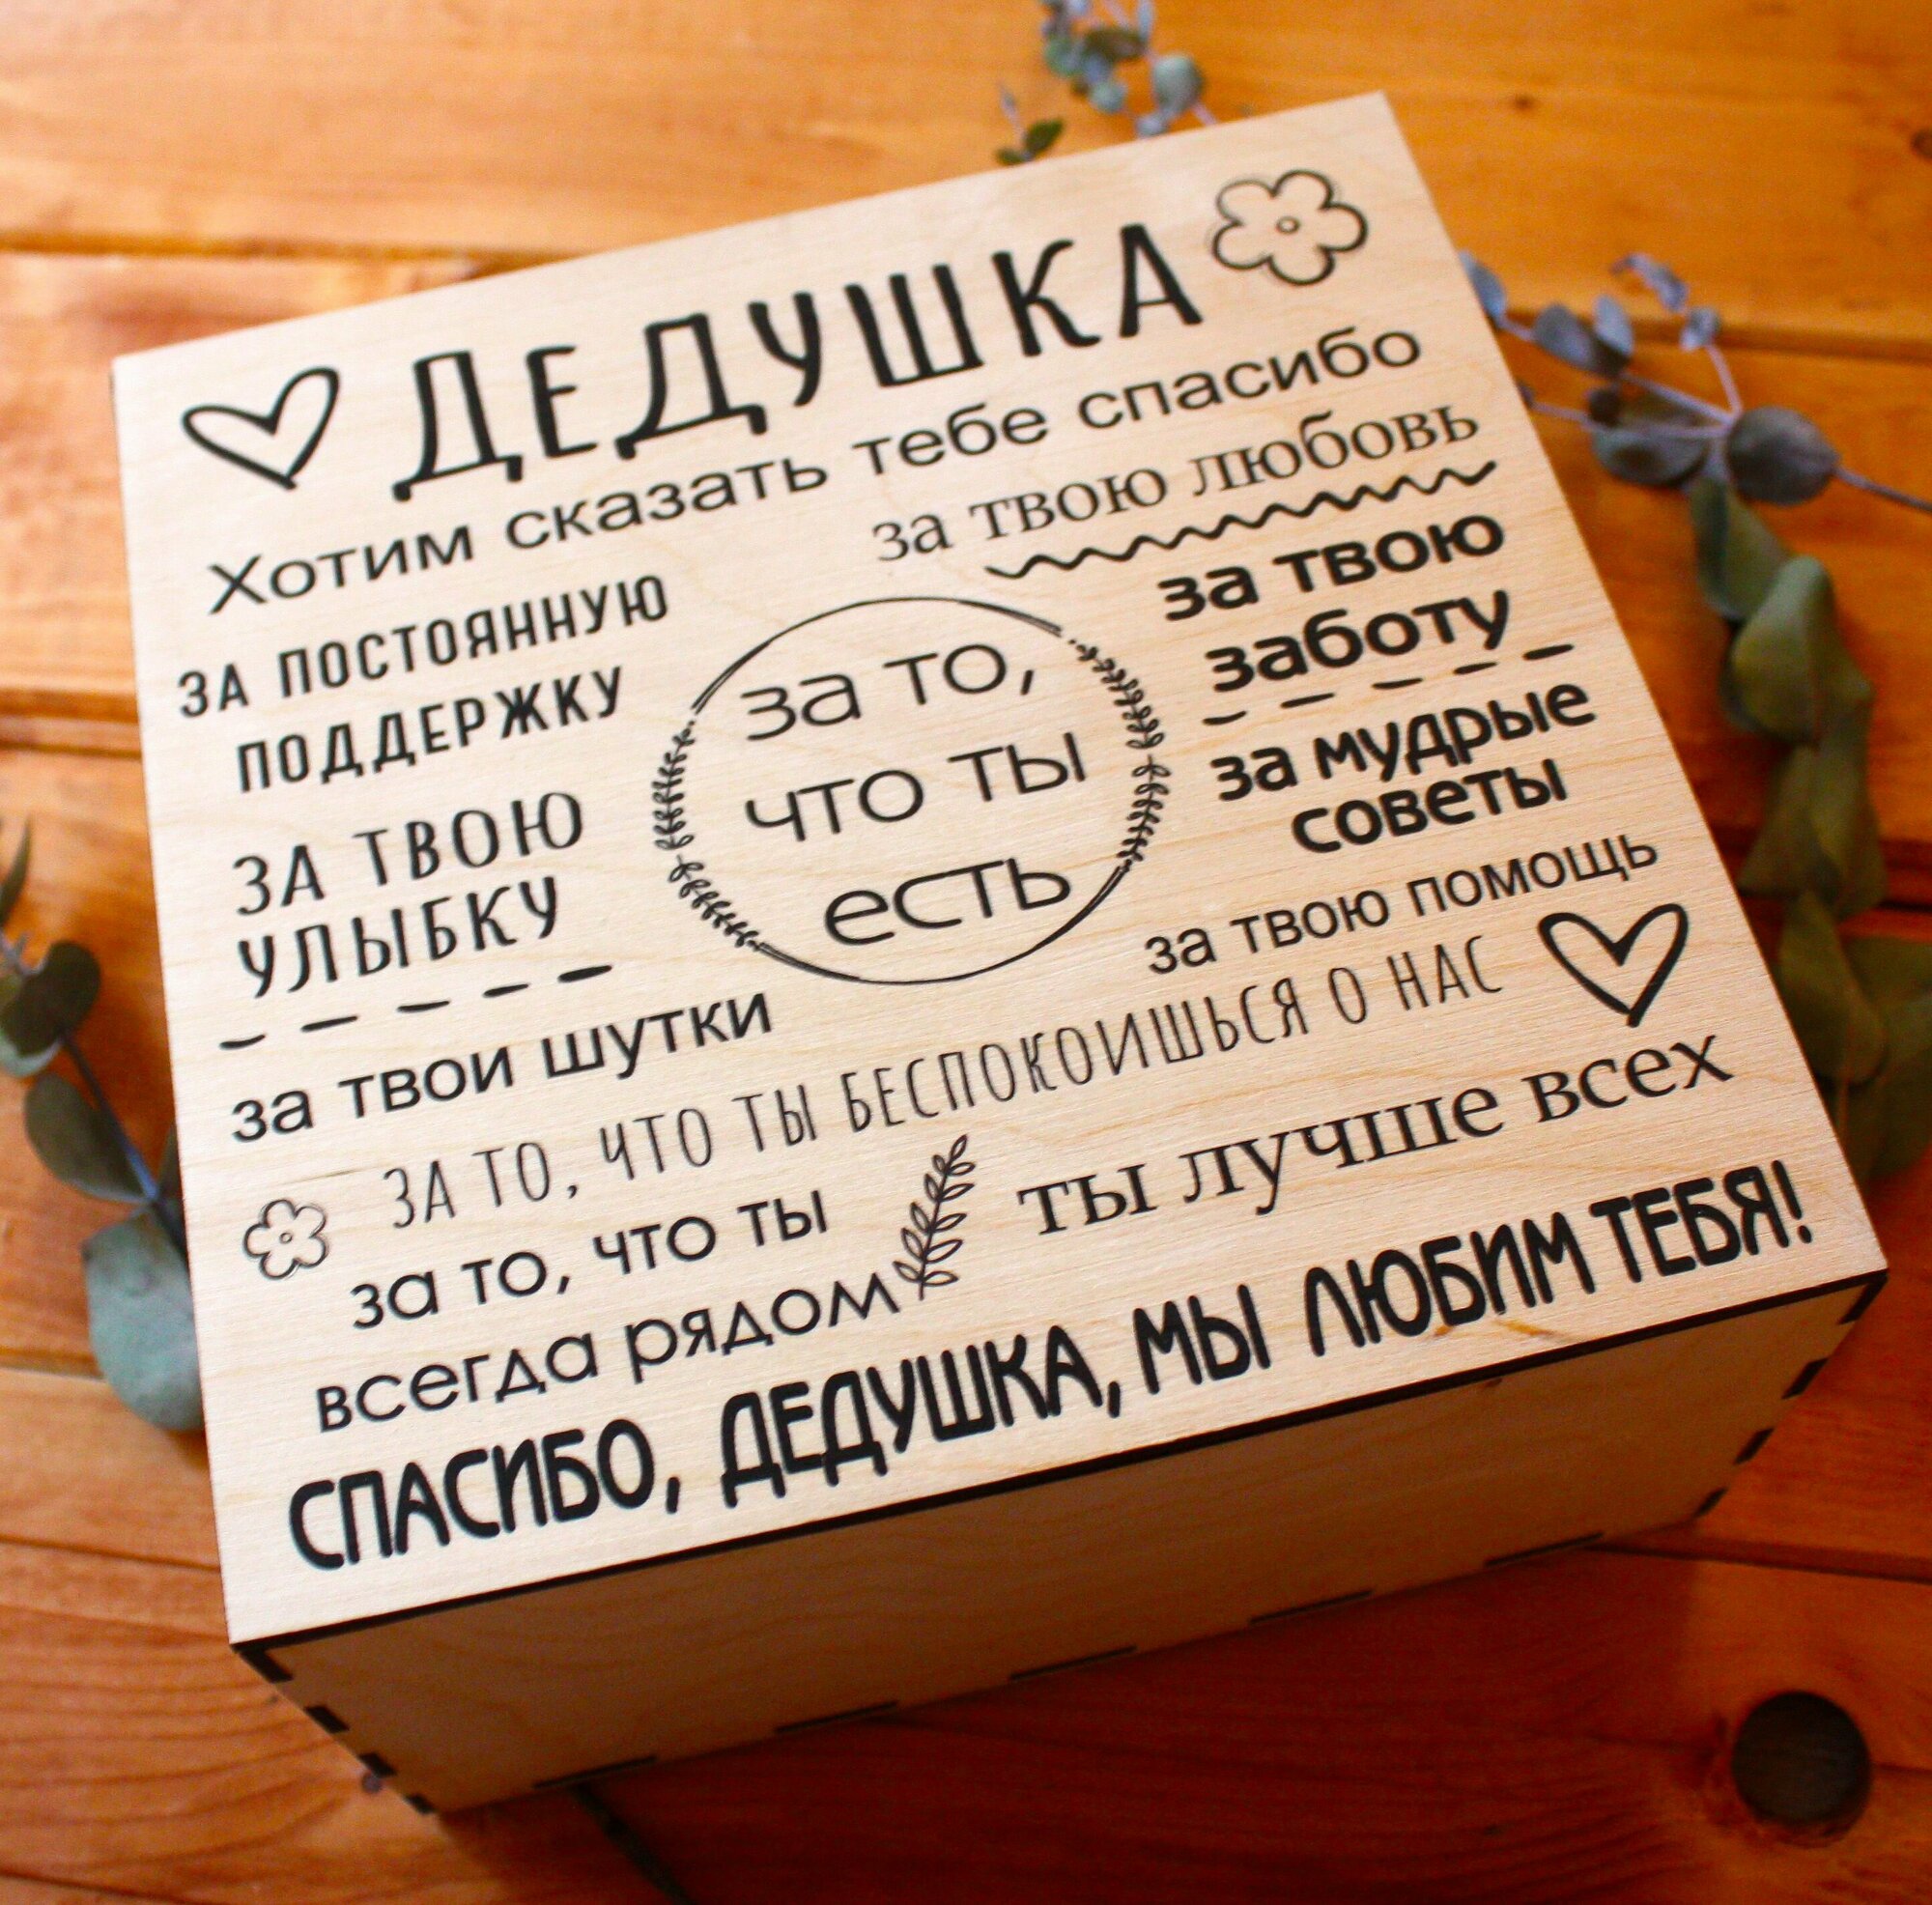 ДЕДУШКА
Хотим сказать тебе спасибо
за твою любовь
ЗА ПОСТОЯННУЮ
ПОДДЕРЖКУ
за то,
что ты
есть
за твою
заботу
ЗА ТВОЮ
УЛЫБКУ
за мудрые
советы
за твою помощь
за твои шутки
ЗА ТО, ЧТО ТЫ БЕСПОКОИШЬСЯ О НАС
за то, что ты
всегда рядом
ты лучше всех
СПАСИБО, ДЕДУШКА, МЫ ЛЮБИМ ТЕБЯ!